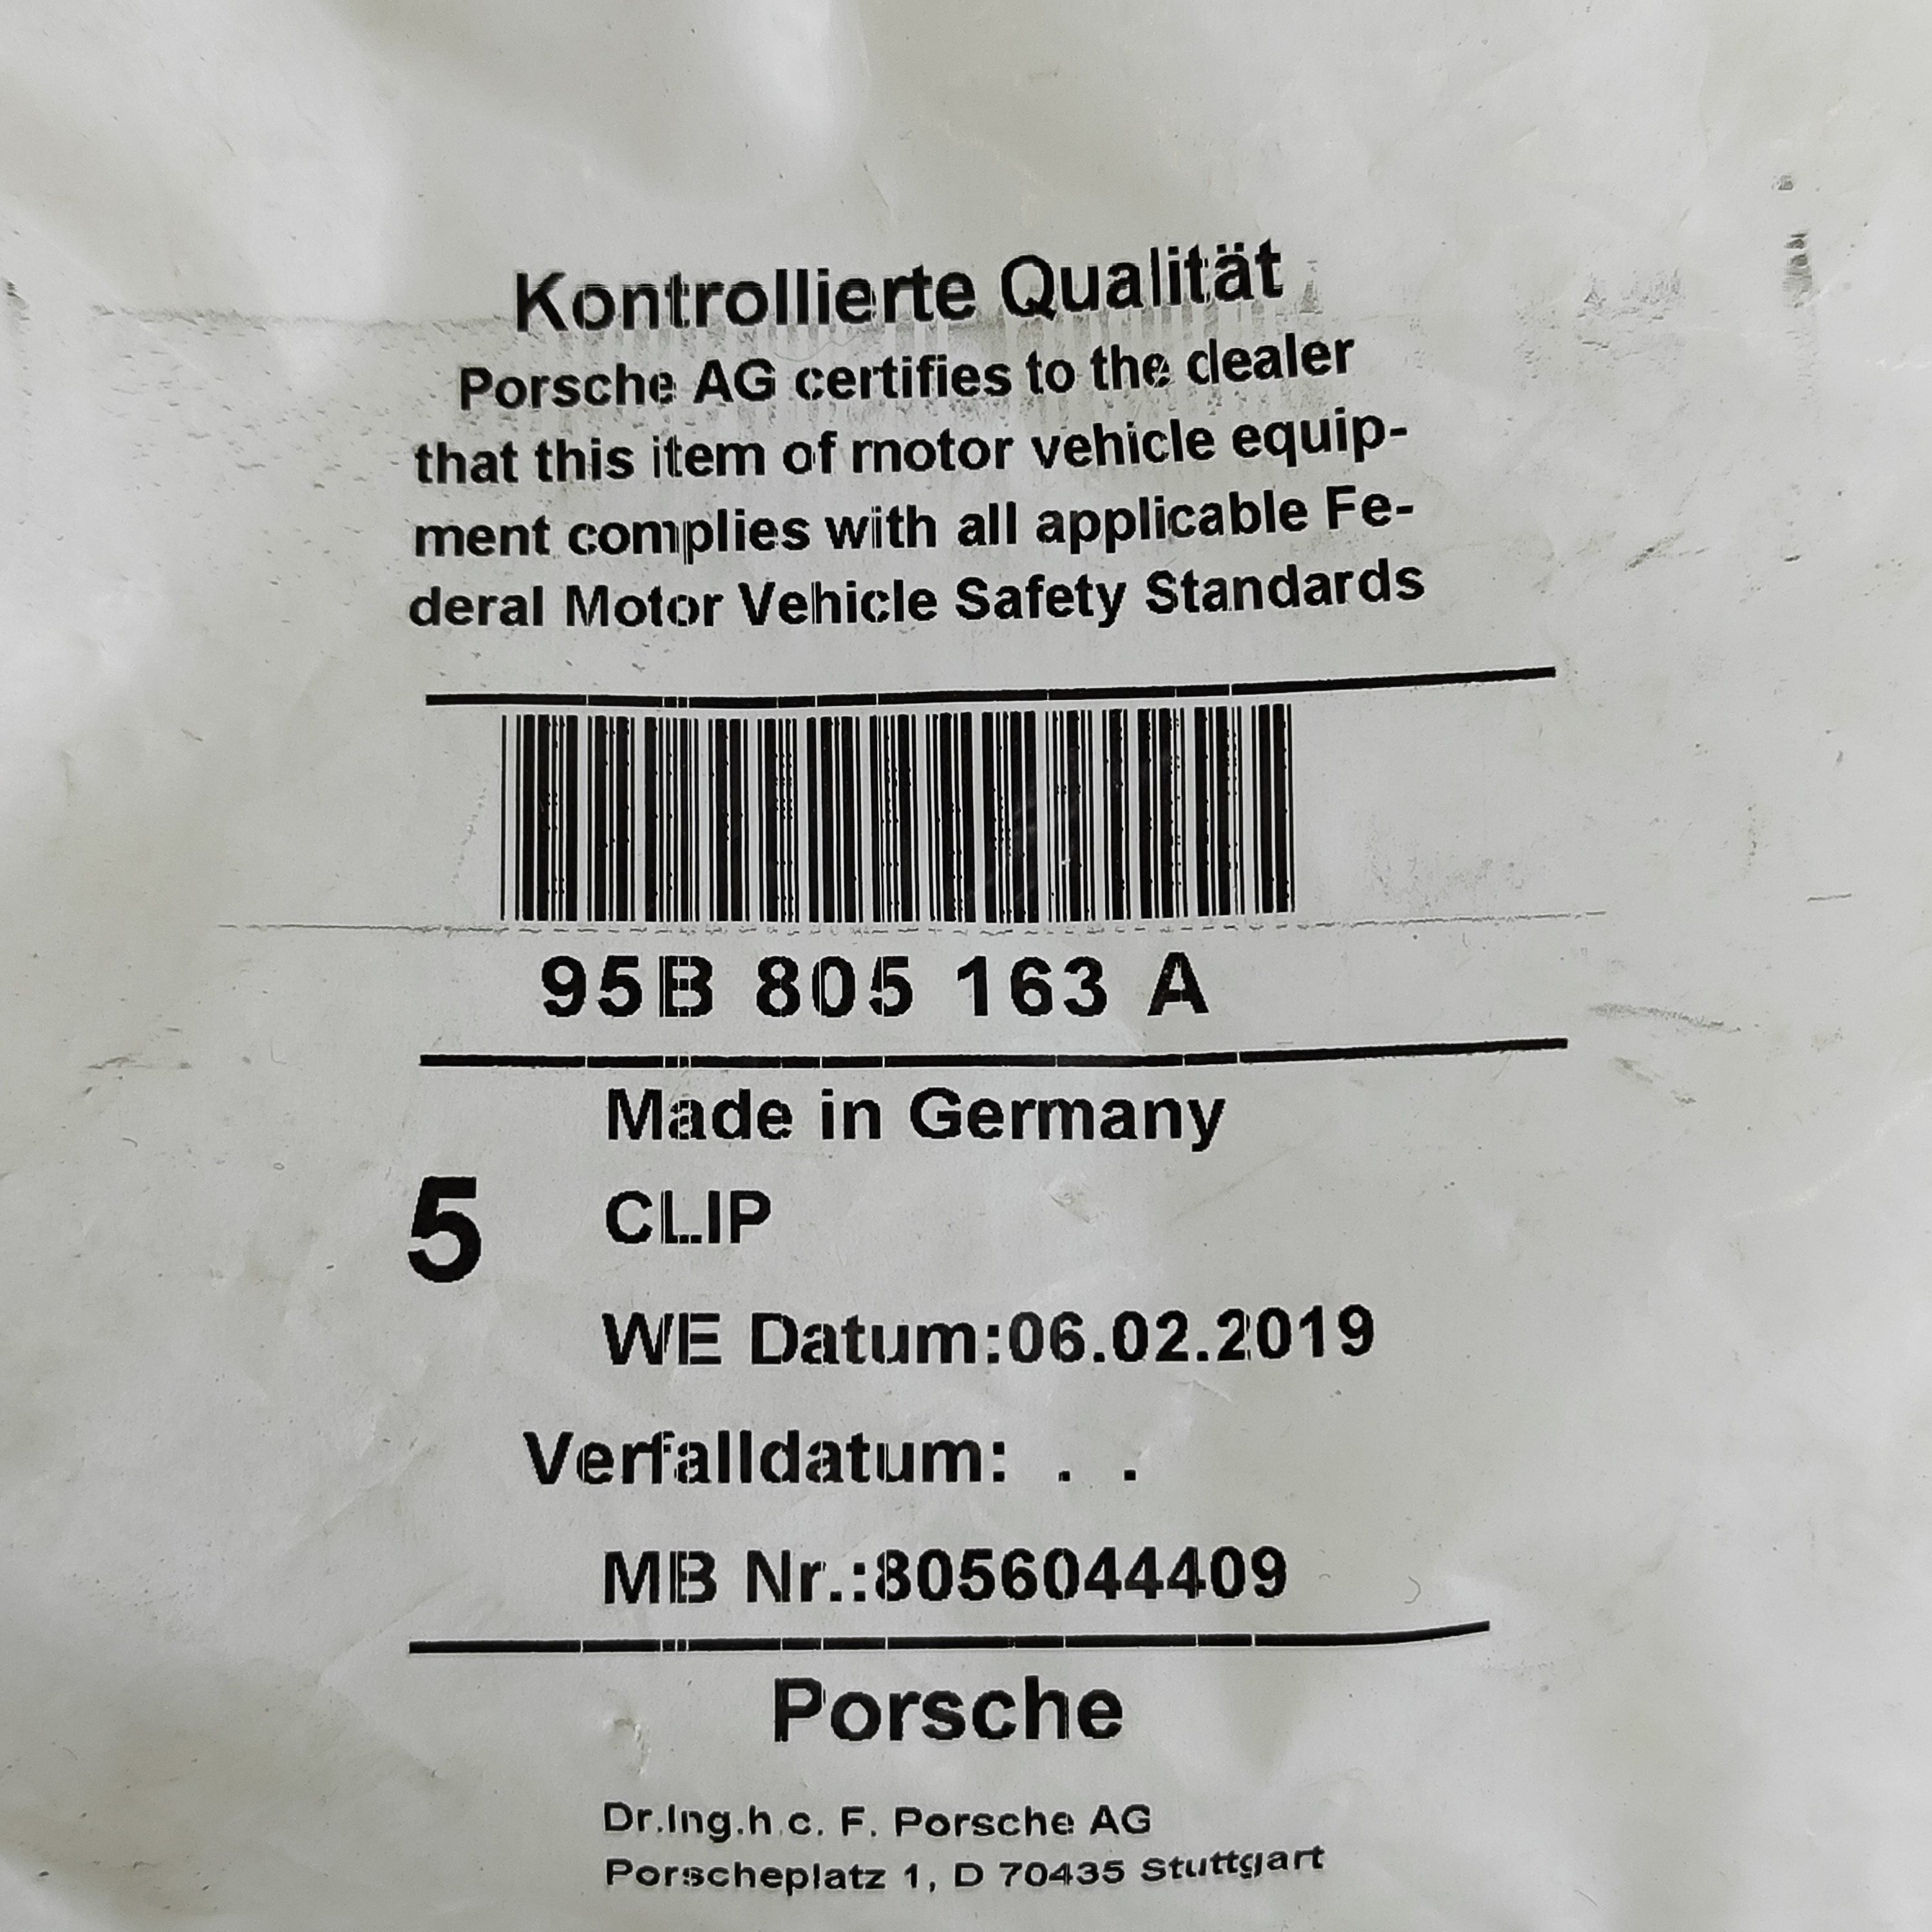 Kontrollierte Qualität
Porsche AG certifies to the dealer
that this item of motor vehicle equip-
ment complies with all applicable Fe-
deral Motor Vehicle Safety Standards
95B 805 163 A
Made in Germany
5 CLIP
WE Datum:06.02.2019
Verfalldatum: . .
MB Nr.:8056044409
Porsche
Dr.Ing.h.c. F. Porsche AG
Porscheplatz 1, D 70435 Stuttgart